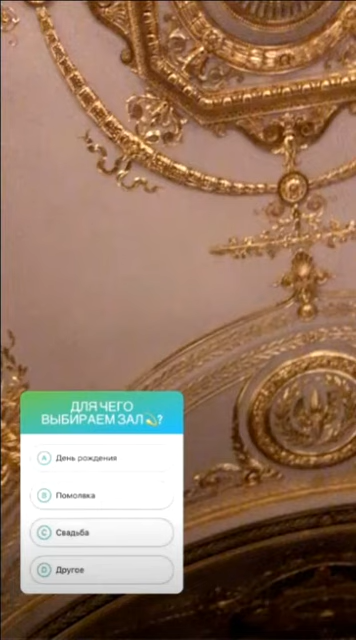 ДЛЯ ЧЕГО
ВЫБИРАЕМ ЗАЛ💫?
A День рождения
B Помолвка
C Свадьба
D Другое